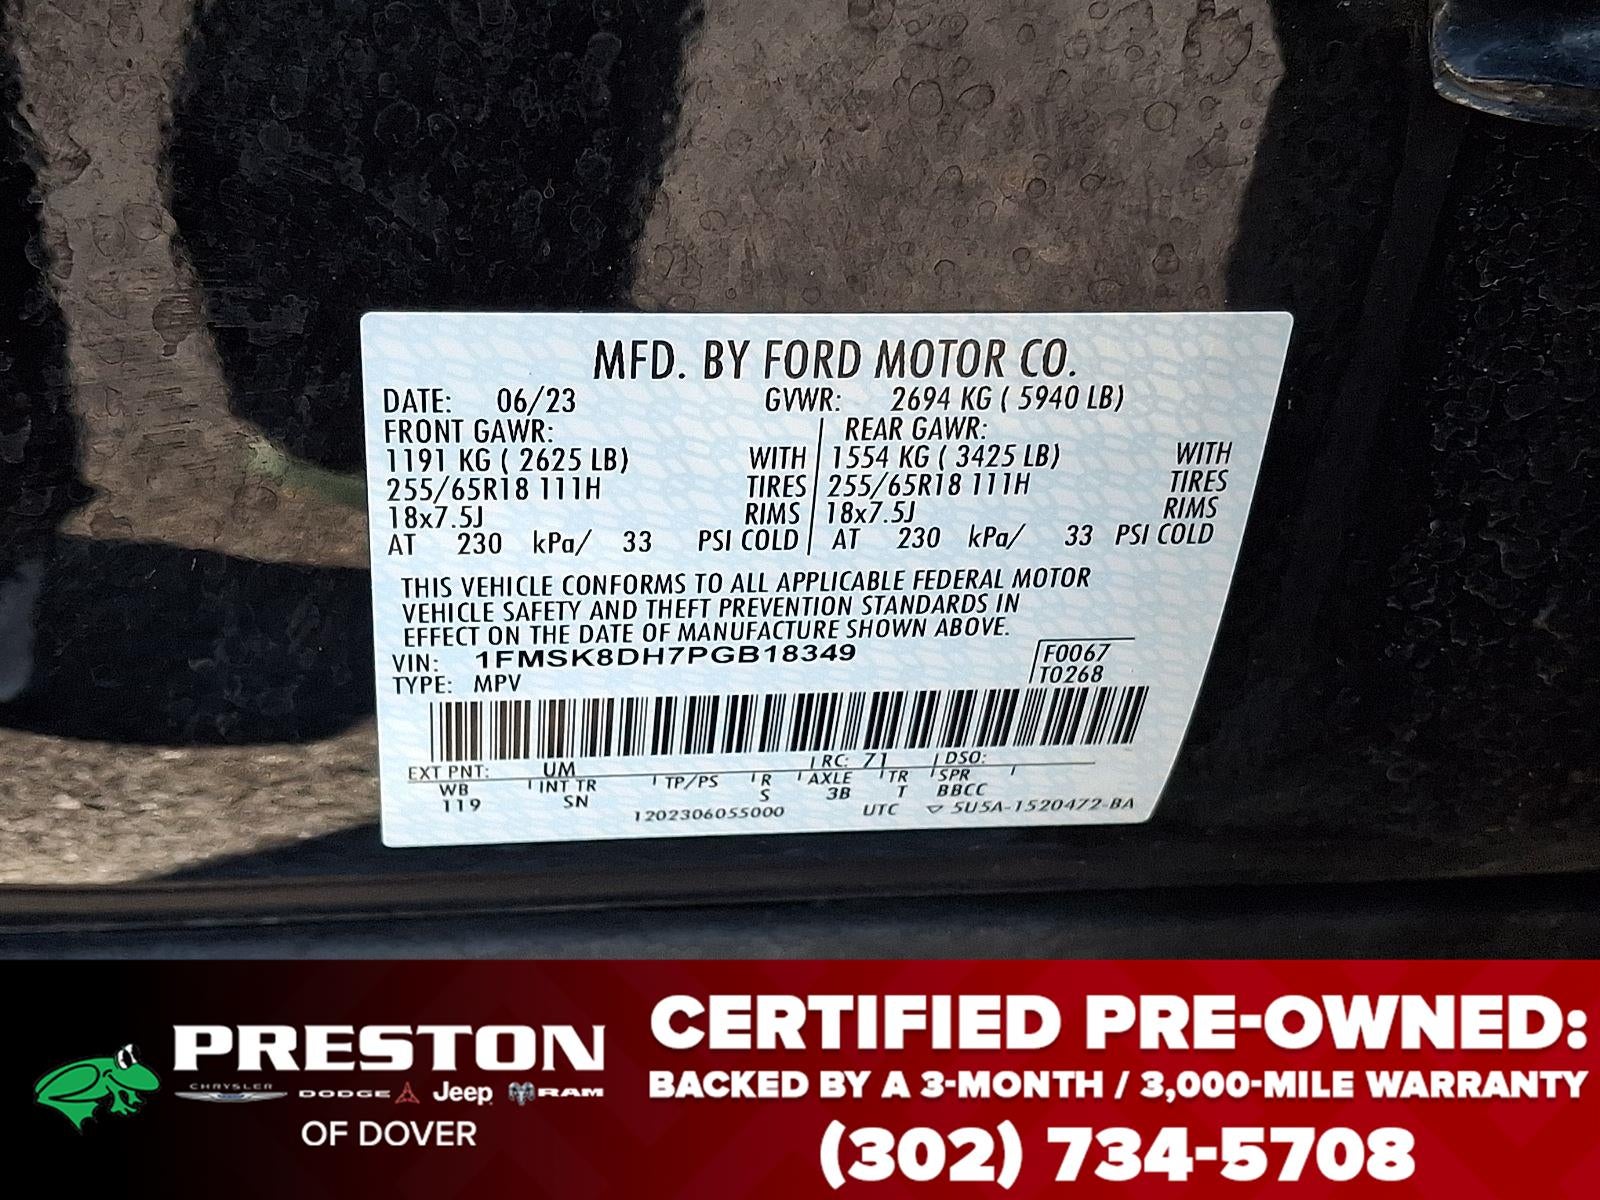 MFD. BY FORD MOTOR CO.
DATE: 06/23 GVWR: 2694 KG ( 5940 LB)
FRONT GAWR: REAR GAWR:
1191 KG ( 2625 LB) WITH 1554 KG ( 3425 LB) WITH
255/65R18 111H TIRES 255/65R18 111H TIRES
18x7.5J RIMS 18x7.5J RIMS
AT 230 kPa/ 33 PSI COLD AT 230 kPa/ 33 PSI COLD
THIS VEHICLE CONFORMS TO ALL APPLICABLE FEDERAL MOTOR
VEHICLE SAFETY AND THEFT PREVENTION STANDARDS IN
EFFECT ON THE DATE OF MANUFACTURE SHOWN ABOVE.
VIN: 1FMSK8DH7PGB18349 F0067
TYPE: MPV T0268
EXT PNT: UM RC: 71 DSO:
WB INT TR TP/PS R AXLE TR SPR
119 SN S 3B T BBCC
1202306055000 UTC ▽ 5U5A-1520472-BA
PRESTON
CHRYSLER DODGE Jeep RAM
OF DOVER
CERTIFIED PRE-OWNED:
BACKED BY A 3-MONTH / 3,000-MILE WARRANTY
(302) 734-5708